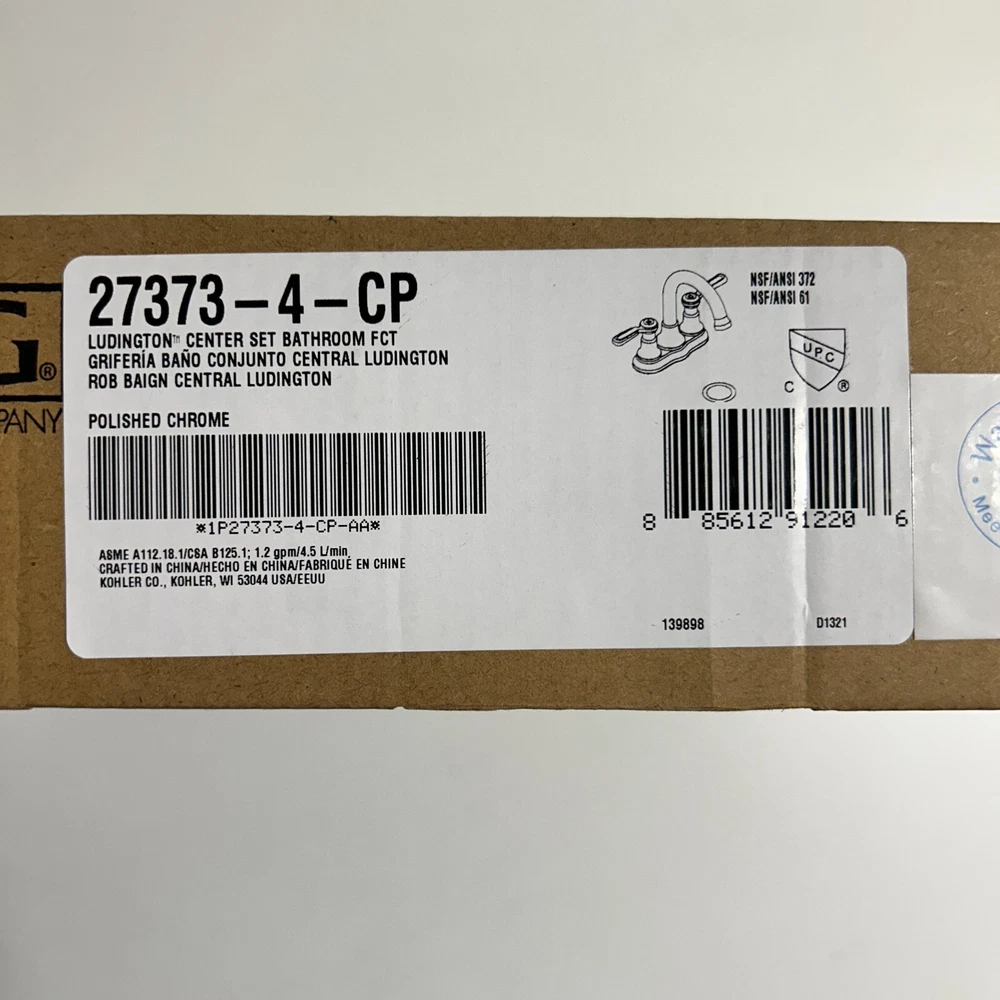 G®
PANY
27373-4-CP
LUDINGTON™ CENTER SET BATHROOM FCT
GRIFERÍA BAÑO CONJUNTO CENTRAL LUDINGTON
ROB BAIGN CENTRAL LUDINGTON
POLISHED CHROME
*1P27373-4-CP-AA*
ASME A112.18.1/CSA B125.1; 1.2 gpm/4.5 L/min.
CRAFTED IN CHINA/HECHO EN CHINA/FABRIQUÉ EN CHINE
KOHLER CO., KOHLER, WI 53044 USA/EEUU
NSF/ANSI 372
NSF/ANSI 61
UPC
C ®
8 85612 91220 6
139898 D1321
Mee